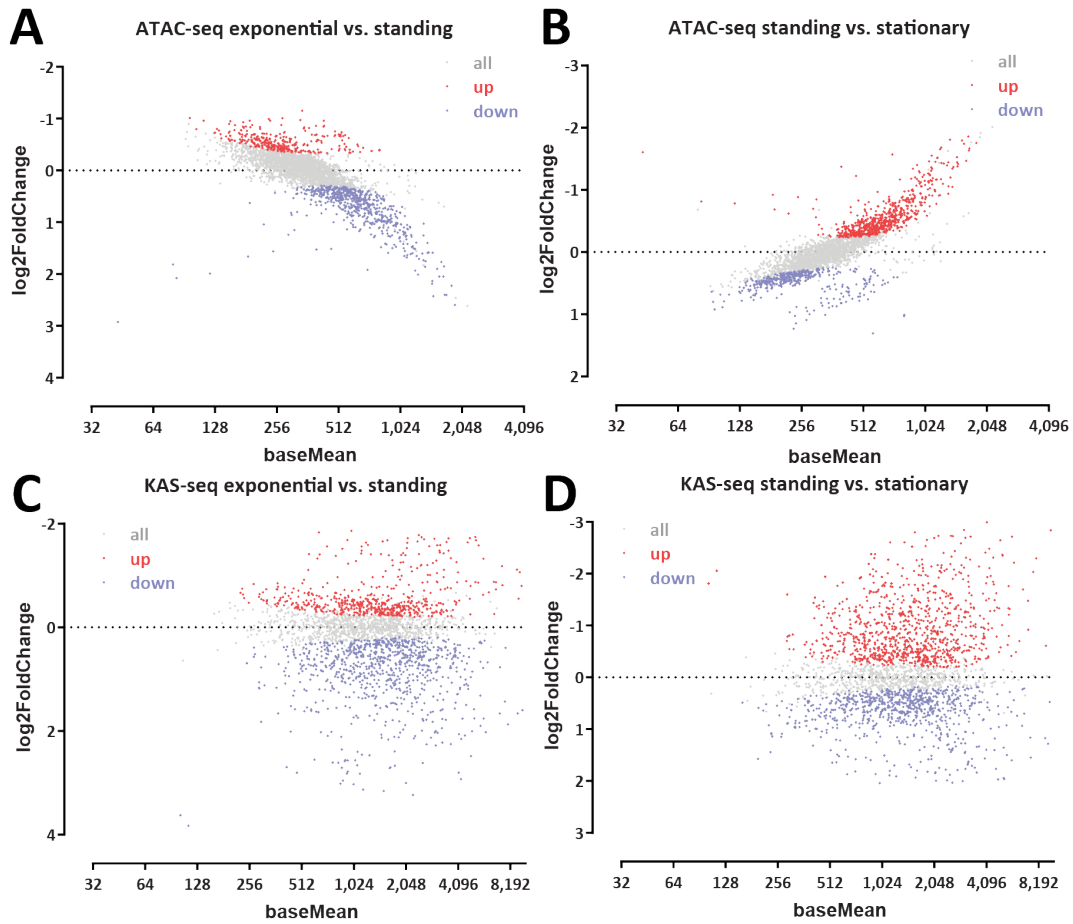 A
ATAC-seq exponential vs. standing
all
up
down
-2
-1
0
1
2
3
4
log2FoldChange
32 64 128 256 512 1,024 2,048 4,096
baseMean
B
ATAC-seq standing vs. stationary
all
up
down
-3
-2
-1
0
1
2
log2FoldChange
32 64 128 256 512 1,024 2,048 4,096
baseMean
C
KAS-seq exponential vs. standing
all
up
down
-2
0
2
4
log2FoldChange
32 64 128 256 512 1,024 2,048 4,096 8,192
baseMean
D
KAS-seq standing vs. stationary
all
up
down
-3
-2
-1
0
1
2
3
log2FoldChange
32 64 128 256 512 1,024 2,048 4,096 8,192
baseMean